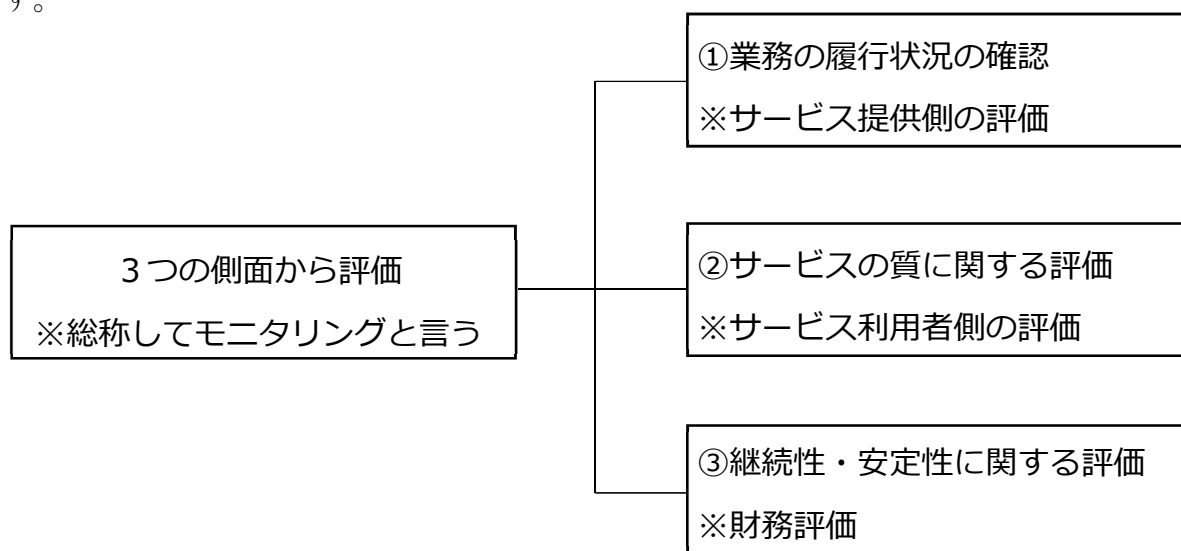 す。
①業務の履行状況の確認
※サービス提供側の評価
３つの側面から評価
※総称してモニタリングと言う
②サービスの質に関する評価
※サービス利用者側の評価
③継続性・安定性に関する評価
※財務評価